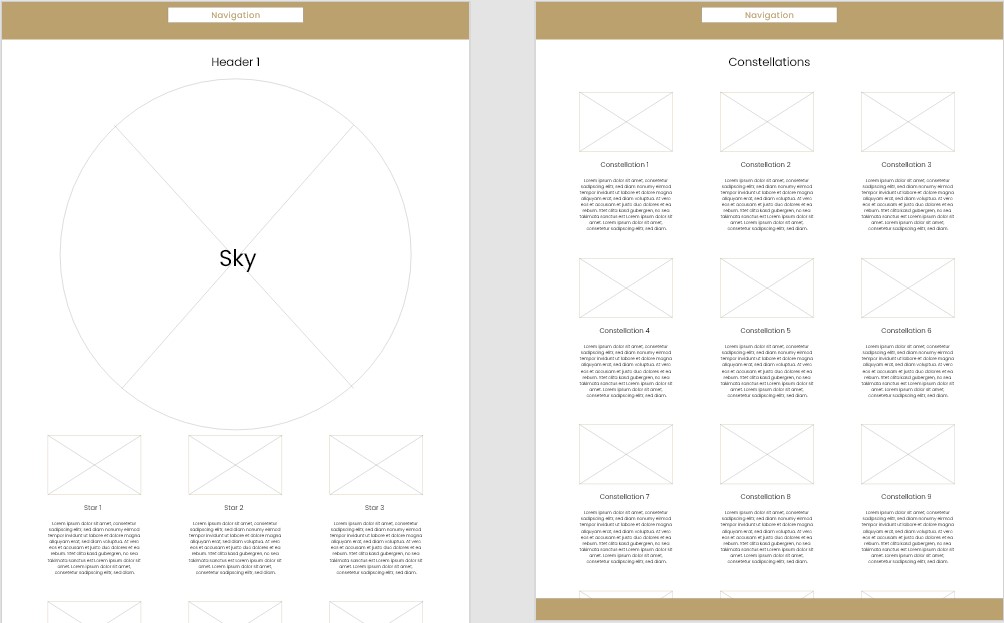 Navigation
Header 1
Sky
Star 1
Star 2
Star 3
Lorem ipsum dolor sit amet, consetetur
sadipscing elitr, sed diam nonumy eirmod
tempor invidunt ut labore et dolore magna
aliquyam erat, sed diam voluptua. At vero
eos et accusam et justo duo dolores et ea
rebum. Stet clita kasd gubergren, no sea
takimata sanctus est Lorem ipsum dolor sit
amet. Lorem ipsum dolor sit amet,
consetetur sadipscing elitr, sed diam.
Lorem ipsum dolor sit amet, consetetur
sadipscing elitr, sed diam nonumy eirmod
tempor invidunt ut labore et dolore magna
aliquyam erat, sed diam voluptua. At vero
eos et accusam et justo duo dolores et ea
rebum. Stet clita kasd gubergren, no sea
takimata sanctus est Lorem ipsum dolor sit
amet. Lorem ipsum dolor sit amet,
consetetur sadipscing elitr, sed diam.
Lorem ipsum dolor sit amet, consetetur
sadipscing elitr, sed diam nonumy eirmod
tempor invidunt ut labore et dolore magna
aliquyam erat, sed diam voluptua. At vero
eos et accusam et justo duo dolores et ea
rebum. Stet clita kasd gubergren, no sea
takimata sanctus est Lorem ipsum dolor sit
amet. Lorem ipsum dolor sit amet,
consetetur sadipscing elitr, sed diam.
Navigation
Constellations
Constellation 1
Constellation 2
Constellation 3
Lorem ipsum dolor sit amet, consetetur
sadipscing elitr, sed diam nonumy eirmod
tempor invidunt ut labore et dolore magna
aliquyam erat, sed diam voluptua. At vero
eos et accusam et justo duo dolores et ea
rebum. Stet clita kasd gubergren, no sea
takimata sanctus est Lorem ipsum dolor sit
amet. Lorem ipsum dolor sit amet,
consetetur sadipscing elitr, sed diam.
Lorem ipsum dolor sit amet, consetetur
sadipscing elitr, sed diam nonumy eirmod
tempor invidunt ut labore et dolore magna
aliquyam erat, sed diam voluptua. At vero
eos et accusam et justo duo dolores et ea
rebum. Stet clita kasd gubergren, no sea
takimata sanctus est Lorem ipsum dolor sit
amet. Lorem ipsum dolor sit amet,
consetetur sadipscing elitr, sed diam.
Lorem ipsum dolor sit amet, consetetur
sadipscing elitr, sed diam nonumy eirmod
tempor invidunt ut labore et dolore magna
aliquyam erat, sed diam voluptua. At vero
eos et accusam et justo duo dolores et ea
rebum. Stet clita kasd gubergren, no sea
takimata sanctus est Lorem ipsum dolor sit
amet. Lorem ipsum dolor sit amet,
consetetur sadipscing elitr, sed diam.
Constellation 4
Constellation 5
Constellation 6
Lorem ipsum dolor sit amet, consetetur
sadipscing elitr, sed diam nonumy eirmod
tempor invidunt ut labore et dolore magna
aliquyam erat, sed diam voluptua. At vero
eos et accusam et justo duo dolores et ea
rebum. Stet clita kasd gubergren, no sea
takimata sanctus est Lorem ipsum dolor sit
amet. Lorem ipsum dolor sit amet,
consetetur sadipscing elitr, sed diam.
Lorem ipsum dolor sit amet, consetetur
sadipscing elitr, sed diam nonumy eirmod
tempor invidunt ut labore et dolore magna
aliquyam erat, sed diam voluptua. At vero
eos et accusam et justo duo dolores et ea
rebum. Stet clita kasd gubergren, no sea
takimata sanctus est Lorem ipsum dolor sit
amet. Lorem ipsum dolor sit amet,
consetetur sadipscing elitr, sed diam.
Lorem ipsum dolor sit amet, consetetur
sadipscing elitr, sed diam nonumy eirmod
tempor invidunt ut labore et dolore magna
aliquyam erat, sed diam voluptua. At vero
eos et accusam et justo duo dolores et ea
rebum. Stet clita kasd gubergren, no sea
takimata sanctus est Lorem ipsum dolor sit
amet. Lorem ipsum dolor sit amet,
consetetur sadipscing elitr, sed diam.
Constellation 7
Constellation 8
Constellation 9
Lorem ipsum dolor sit amet, consetetur
sadipscing elitr, sed diam nonumy eirmod
tempor invidunt ut labore et dolore magna
aliquyam erat, sed diam voluptua. At vero
eos et accusam et justo duo dolores et ea
rebum. Stet clita kasd gubergren, no sea
takimata sanctus est Lorem ipsum dolor sit
amet. Lorem ipsum dolor sit amet,
consetetur sadipscing elitr, sed diam.
Lorem ipsum dolor sit amet, consetetur
sadipscing elitr, sed diam nonumy eirmod
tempor invidunt ut labore et dolore magna
aliquyam erat, sed diam voluptua. At vero
eos et accusam et justo duo dolores et ea
rebum. Stet clita kasd gubergren, no sea
takimata sanctus est Lorem ipsum dolor sit
amet. Lorem ipsum dolor sit amet,
consetetur sadipscing elitr, sed diam.
Lorem ipsum dolor sit amet, consetetur
sadipscing elitr, sed diam nonumy eirmod
tempor invidunt ut labore et dolore magna
aliquyam erat, sed diam voluptua. At vero
eos et accusam et justo duo dolores et ea
rebum. Stet clita kasd gubergren, no sea
takimata sanctus est Lorem ipsum dolor sit
amet. Lorem ipsum dolor sit amet,
consetetur sadipscing elitr, sed diam.